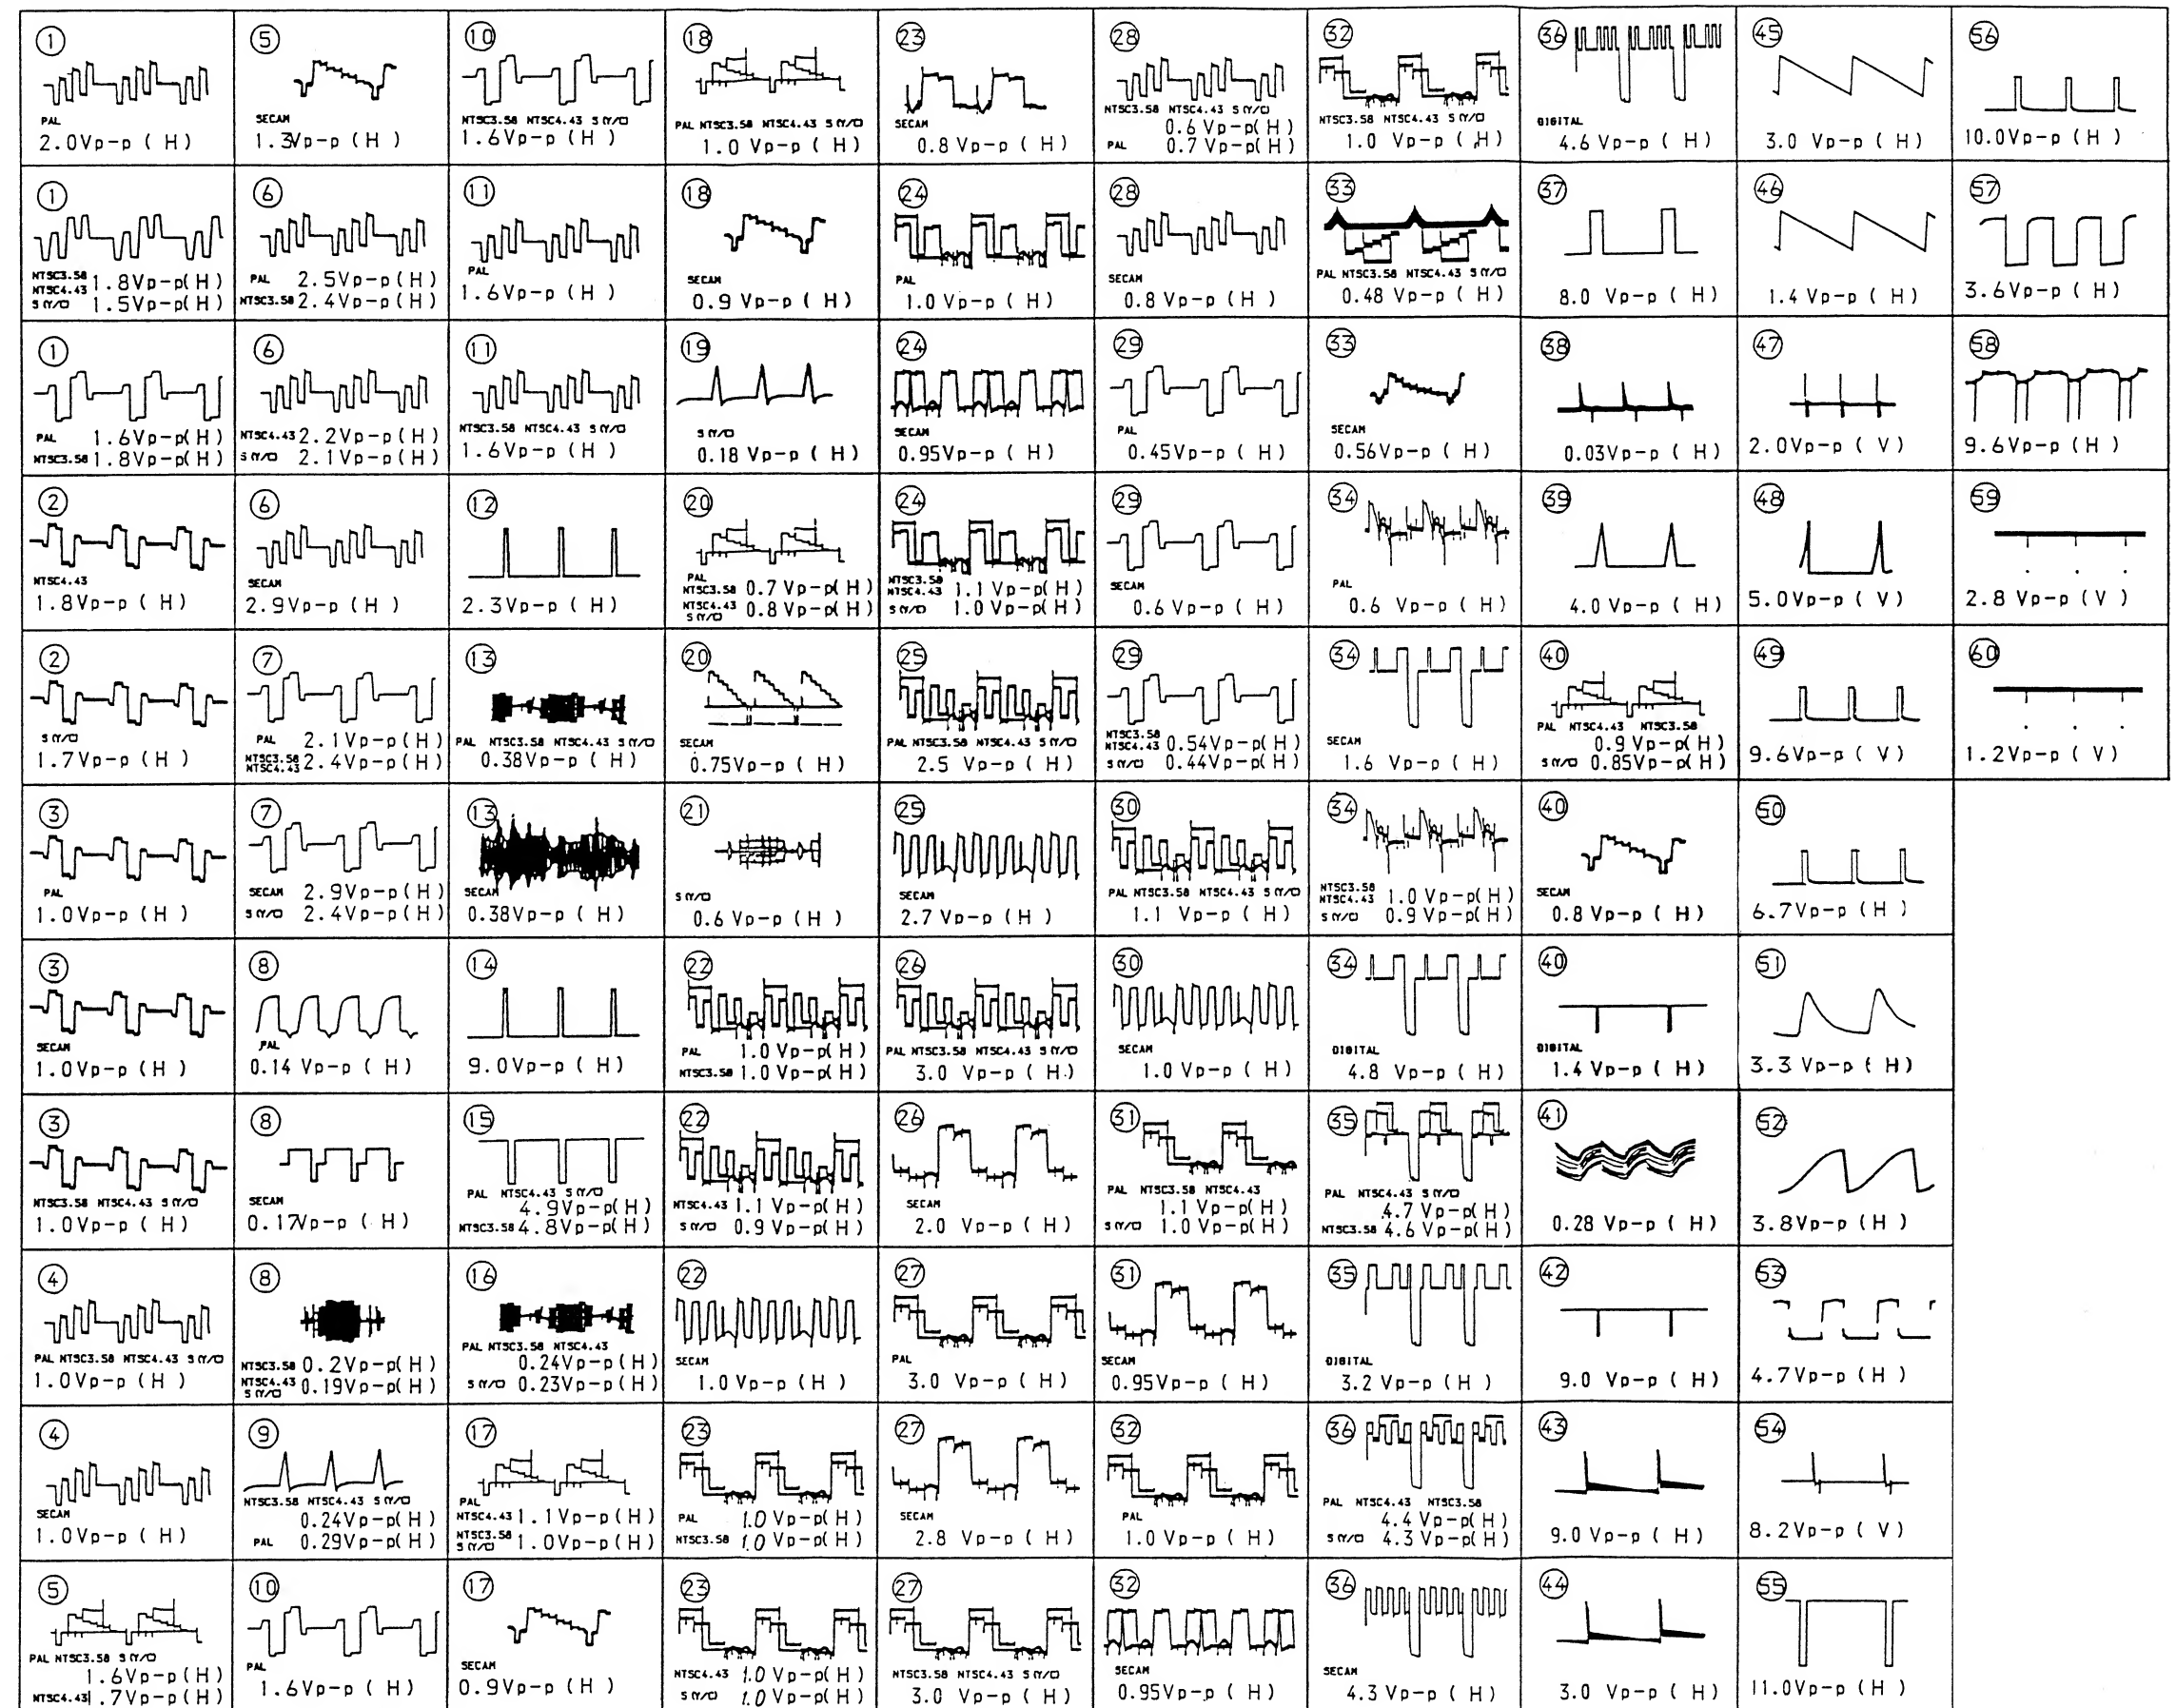 ①
PAL
2.0Vp-p ( H )
①
NTSC3.58 1.8Vp-p(H)
NTSC4.43
S (Y/C) 1.5Vp-p(H)
①
PAL 1.6Vp-p(H)
NTSC3.58 1.8Vp-p(H)
②
NTSC4.43
1.8Vp-p ( H )
②
S (Y/C)
1.7Vp-p ( H )
③
PAL
1.0Vp-p ( H )
③
SECAM
1.0Vp-p ( H )
③
NTSC3.58 NTSC4.43 S (Y/C)
1.0Vp-p ( H )
④
PAL NTSC3.58 NTSC4.43 S (Y/C)
1.0Vp-p ( H )
④
SECAM
1.0Vp-p ( H )
⑤
PAL NTSC3.58 S (Y/C)
1.6Vp-p(H)
NTSC4.43 1.7Vp-p(H)
⑤
SECAM
1.3Vp-p ( H )
⑥
PAL 2.5Vp-p(H)
NTSC3.58 2.4Vp-p(H)
⑥
NTSC4.43 2.2Vp-p(H)
S (Y/C) 2.1Vp-p(H)
⑥
SECAM
2.9Vp-p ( H )
⑦
PAL 2.1Vp-p(H)
NTSC3.58
NTSC4.43 2.4Vp-p(H)
⑦
SECAM 2.9Vp-p(H)
S (Y/C) 2.4Vp-p(H)
⑧
PAL
0.14 Vp-p ( H )
⑧
SECAM
0.17Vp-p ( H )
⑧
NTSC3.58 0.2Vp-p(H)
NTSC4.43
S (Y/C) 0.19Vp-p(H)
⑨
NTSC3.58 NTSC4.43 S (Y/C)
0.24Vp-p(H)
PAL 0.29Vp-p(H)
⑩
PAL
1.6Vp-p ( H )
⑩
NTSC3.58 NTSC4.43 S (Y/C)
1.6Vp-p ( H )
⑪
PAL
1.6Vp-p ( H )
⑪
NTSC3.58 NTSC4.43 S (Y/C)
1.6Vp-p ( H )
⑫
2.3Vp-p ( H )
⑬
PAL NTSC3.58 NTSC4.43 S (Y/C)
0.38Vp-p ( H )
⑬
SECAM
0.38Vp-p ( H )
⑭
9.0Vp-p ( H )
⑮
PAL NTSC4.43 S (Y/C)
4.9Vp-p(H)
NTSC3.58 4.8Vp-p(H)
⑯
PAL NTSC3.58 NTSC4.43
0.24Vp-p(H)
S (Y/C) 0.23Vp-p(H)
⑰
PAL
NTSC4.43 1.1Vp-p(H)
NTSC3.58
S (Y/C) 1.0Vp-p(H)
⑰
SECAM
0.9Vp-p ( H )
⑱
PAL NTSC3.58 NTSC4.43 S (Y/C)
1.0 Vp-p ( H )
⑱
SECAM
0.9 Vp-p ( H )
⑲
S (Y/C)
0.18 Vp-p ( H )
⑳
PAL
NTSC3.58 0.7 Vp-p(H)
NTSC4.43 0.8 Vp-p(H)
S (Y/C)
⑳
SECAM
0.75Vp-p ( H )
㉑
S (Y/C)
0.6 Vp-p ( H )
㉒
PAL 1.0 Vp-p(H)
NTSC3.58 1.0 Vp-p(H)
㉒
NTSC4.43 1.1 Vp-p(H)
S (Y/C) 0.9 Vp-p(H)
㉒
SECAM
1.0 Vp-p ( H )
㉓
PAL 1.0 Vp-p(H)
NTSC3.58 1.0 Vp-p(H)
㉓
NTSC4.43 1.0 Vp-p(H)
S (Y/C) 1.0 Vp-p(H)
㉓
SECAM
0.8 Vp-p ( H )
㉔
PAL
1.0 Vp-p ( H )
㉔
SECAM
0.95Vp-p ( H )
㉔
NTSC3.58
NTSC4.43 1.1 Vp-p(H)
S (Y/C) 1.0 Vp-p(H)
㉕
PAL NTSC3.58 NTSC4.43 S (Y/C)
2.5 Vp-p ( H )
㉕
SECAM
2.7 Vp-p ( H )
㉖
PAL NTSC3.58 NTSC4.43 S (Y/C)
3.0 Vp-p ( H )
㉖
SECAM
2.0 Vp-p ( H )
㉗
PAL
3.0 Vp-p ( H )
㉗
SECAM
2.8 Vp-p ( H )
㉗
NTSC3.58 NTSC4.43 S (Y/C)
3.0 Vp-p ( H )
㉘
NTSC3.58 NTSC4.43 S (Y/C)
0.6 Vp-p(H)
PAL 0.7 Vp-p(H)
㉘
SECAM
0.8 Vp-p ( H )
㉙
PAL
0.45Vp-p ( H )
㉙
SECAM
0.6 Vp-p ( H )
㉙
NTSC3.58
NTSC4.43 0.54Vp-p(H)
S (Y/C) 0.44Vp-p(H)
㉚
PAL NTSC3.58 NTSC4.43 S (Y/C)
1.1 Vp-p ( H )
㉚
SECAM
1.0 Vp-p ( H )
㉛
PAL NTSC3.58 NTSC4.43
1.1 Vp-p(H)
S (Y/C) 1.0 Vp-p(H)
㉛
SECAM
0.95Vp-p ( H )
㉜
PAL
1.0 Vp-p ( H )
㉜
SECAM
0.95Vp-p ( H )
㉜
NTSC3.58 NTSC4.43 S (Y/C)
1.0 Vp-p ( H )
㉝
PAL NTSC3.58 NTSC4.43 S (Y/C)
0.48 Vp-p ( H )
㉝
SECAM
0.56Vp-p ( H )
㉞
PAL
0.6 Vp-p ( H )
㉞
SECAM
1.6 Vp-p ( H )
㉞
NTSC3.58
NTSC4.43 1.0 Vp-p(H)
S (Y/C) 0.9 Vp-p(H)
㉞
DIGITAL
4.8 Vp-p ( H )
㉟
PAL NTSC4.43 S (Y/C)
4.7 Vp-p(H)
NTSC3.58 4.6 Vp-p(H)
㉟
DIGITAL
3.2 Vp-p ( H )
㊱
PAL NTSC4.43 NTSC3.58
4.4 Vp-p(H)
S (Y/C) 4.3 Vp-p(H)
㊱
SECAM
4.3 Vp-p ( H )
㊱
DIGITAL
4.6 Vp-p ( H )
㊲
8.0 Vp-p ( H )
㊳
0.03Vp-p ( H )
㊴
4.0 Vp-p ( H )
㊵
PAL NTSC4.43 NTSC3.58
0.9 Vp-p(H)
S (Y/C) 0.85Vp-p(H)
㊵
SECAM
0.8 Vp-p ( H )
㊵
DIGITAL
1.4 Vp-p ( H )
㊶
0.28 Vp-p ( H )
㊷
9.0 Vp-p ( H )
㊸
9.0 Vp-p ( H )
㊹
3.0 Vp-p ( H )
㊺
3.0 Vp-p ( H )
㊻
1.4 Vp-p ( H )
㊼
2.0Vp-p ( V )
㊽
5.0Vp-p ( V )
㊾
9.6Vp-p ( V )
㊿
6.7Vp-p ( H )
51
3.3 Vp-p ( H )
52
3.8Vp-p ( H )
53
4.7Vp-p ( H )
54
8.2Vp-p ( V )
55
11.0Vp-p ( H )
56
10.0Vp-p ( H )
57
3.6Vp-p ( H )
58
9.6Vp-p ( H )
59
2.8 Vp-p ( V )
60
1.2Vp-p ( V )